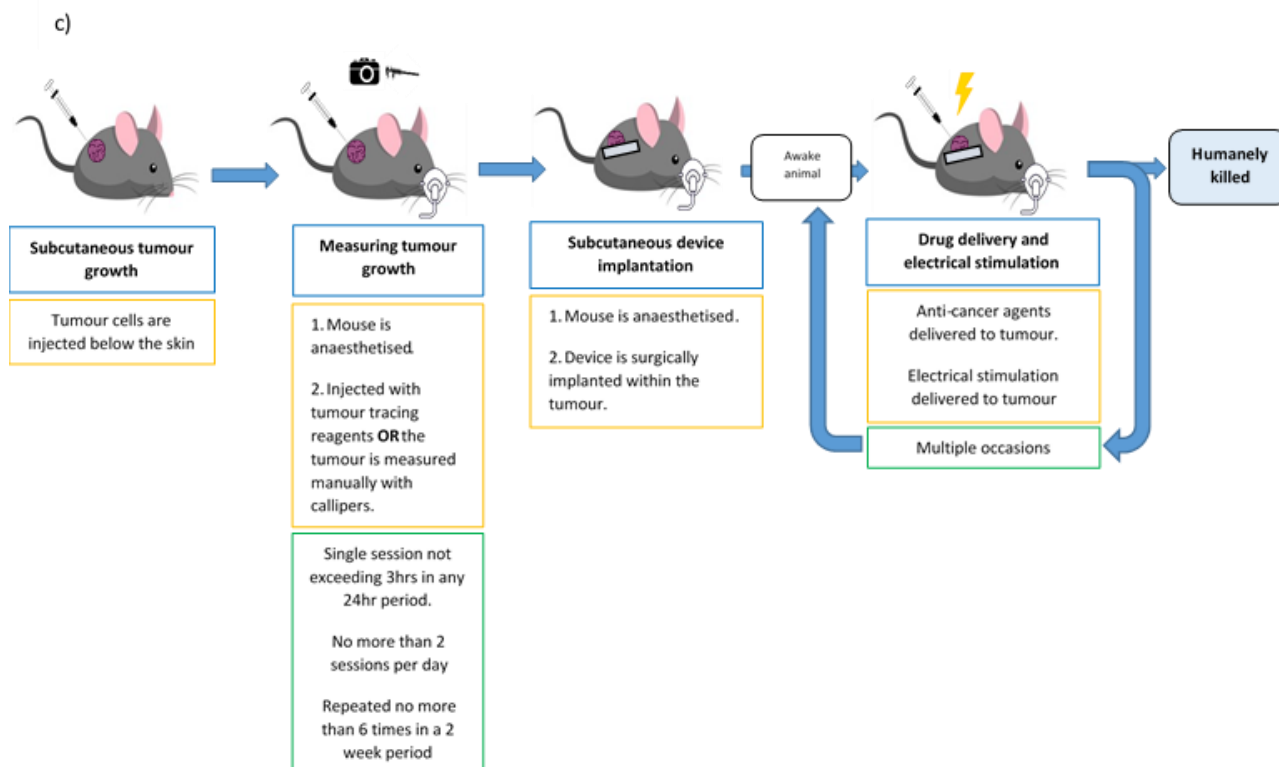 c)
Subcutaneous tumour
growth
Tumour cells are
injected below the skin
Measuring tumour
growth
1. Mouse is
anaesthetised.
2. Injected with
tumour tracing
reagents OR the
tumour is measured
manually with
callipers.
Single session not
exceeding 3hrs in any
24hr period.
No more than 2
sessions per day
Repeated no more
than 6 times in a 2
week period
Subcutaneous device
implantation
1. Mouse is anaesthetised.
2. Device is surgically
implanted within the
tumour.
Awake
animal
Drug delivery and
electrical stimulation
Anti-cancer agents
delivered to tumour.
Electrical stimulation
delivered to tumour
Multiple occasions
Humanely
killed